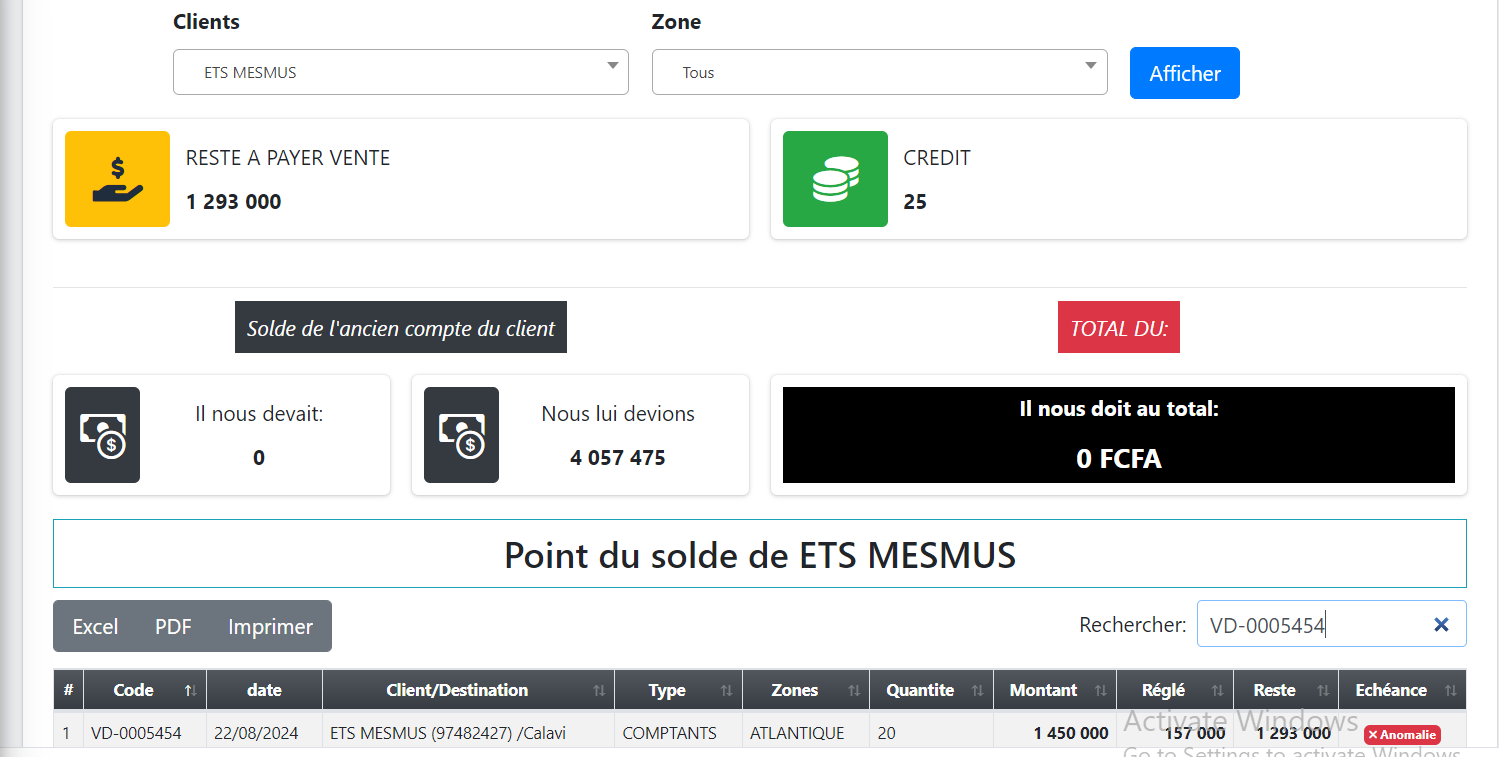 Clients Zone
ETS MESMUS Tous Afficher
RESTE A PAYER VENTE CREDIT
1 293 000 25
Solde de l'ancien compte du client TOTAL DU:
Il nous devait: Nous lui devions Il nous doit au total:
0 4 057 475 0 FCFA
Point du solde de ETS MESMUS
Excel PDF Imprimer Rechercher: VD-0005454
# Code date Client/Destination Type Zones Quantite Montant Réglé Reste Echéance
1 VD-0005454 22/08/2024 ETS MESMUS (97482427) /Calavi COMPTANTS ATLANTIQUE 20 1 450 000 157 000 1 293 000 Anomalie
Activate Windows
Go to Settings to activate Windows.